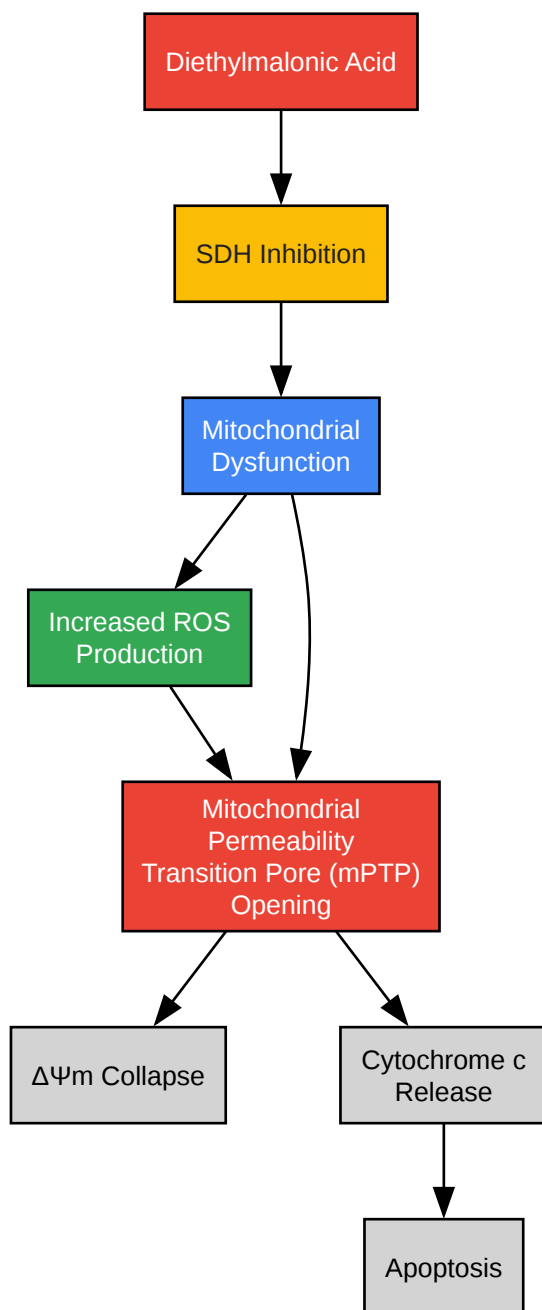 Diethylmalonic Acid
SDH Inhibition
Mitochondrial
Dysfunction
Increased ROS
Production
Mitochondrial
Permeability
Transition Pore (mPTP)
Opening
ΔΨm Collapse
Cytochrome c
Release
Apoptosis